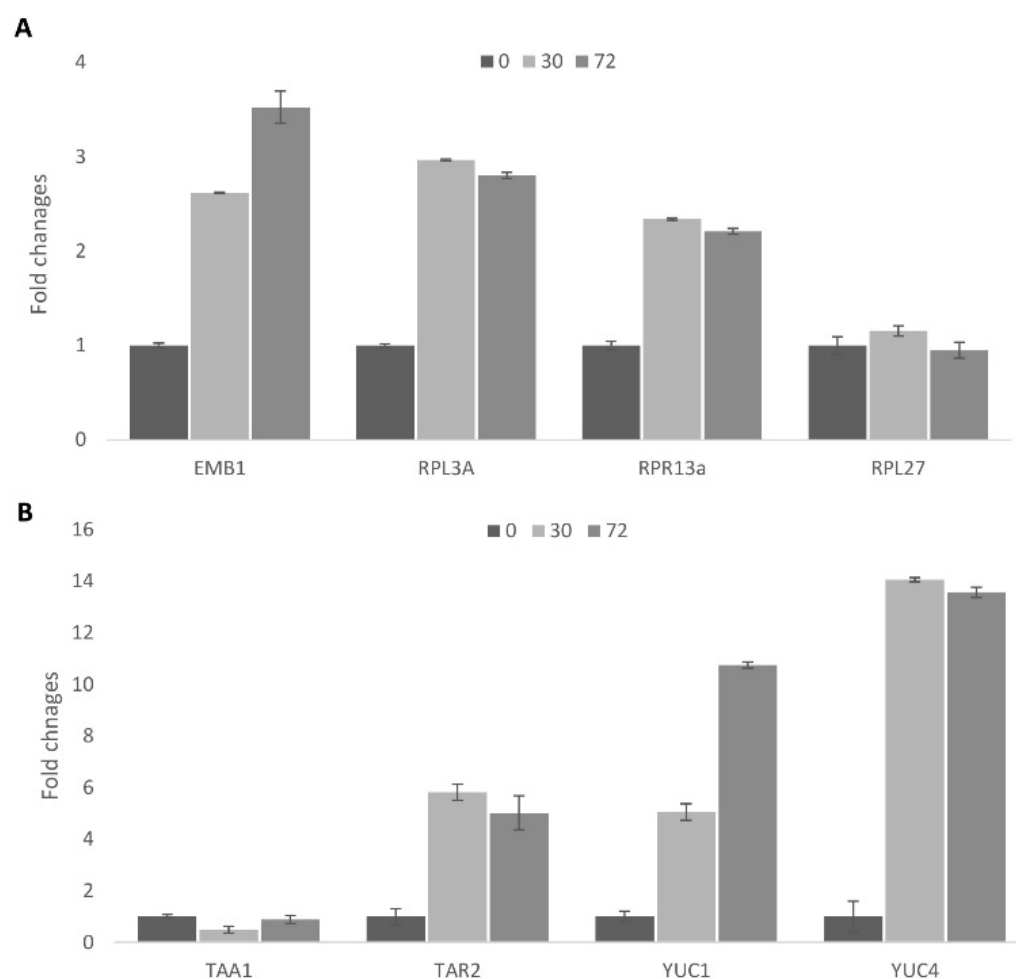 A
4
0 30 72
3
2
1
0
Fold chanages
EMB1 RPL3A RPR13a RPL27
B
16
0 30 72
14
12
10
8
6
4
2
0
Fold chnages
TAA1 TAR2 YUC1 YUC4